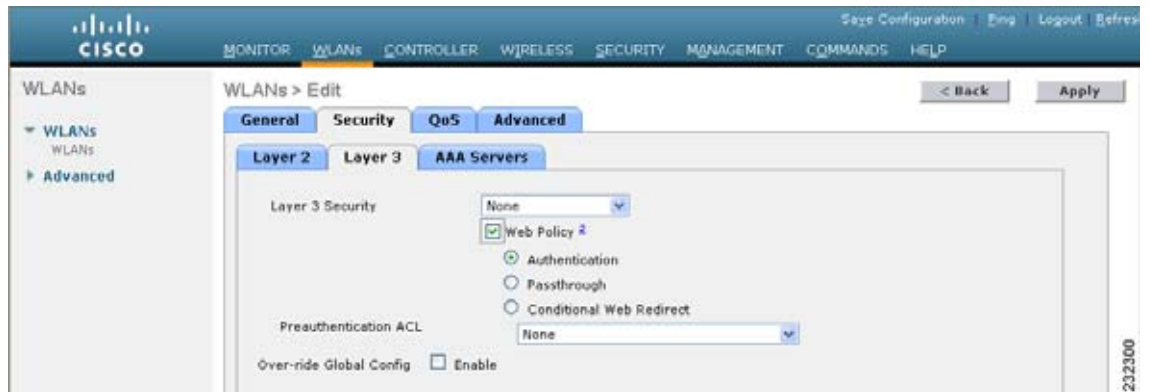 Save Configuration | Ping | Logout | Refres
CISCO MONITOR WLANs CONTROLLER WIRELESS SECURITY MANAGEMENT COMMANDS HELP
WLANs
WLANs > Edit
< Back Apply
WLANs
WLANs
Advanced
General Security QoS Advanced
Layer 2 Layer 3 AAA Servers
Layer 3 Security None
Web Policy 2
Authentication
Passthrough
Conditional Web Redirect
Preauthentication ACL None
Over-ride Global Config Enable
232300